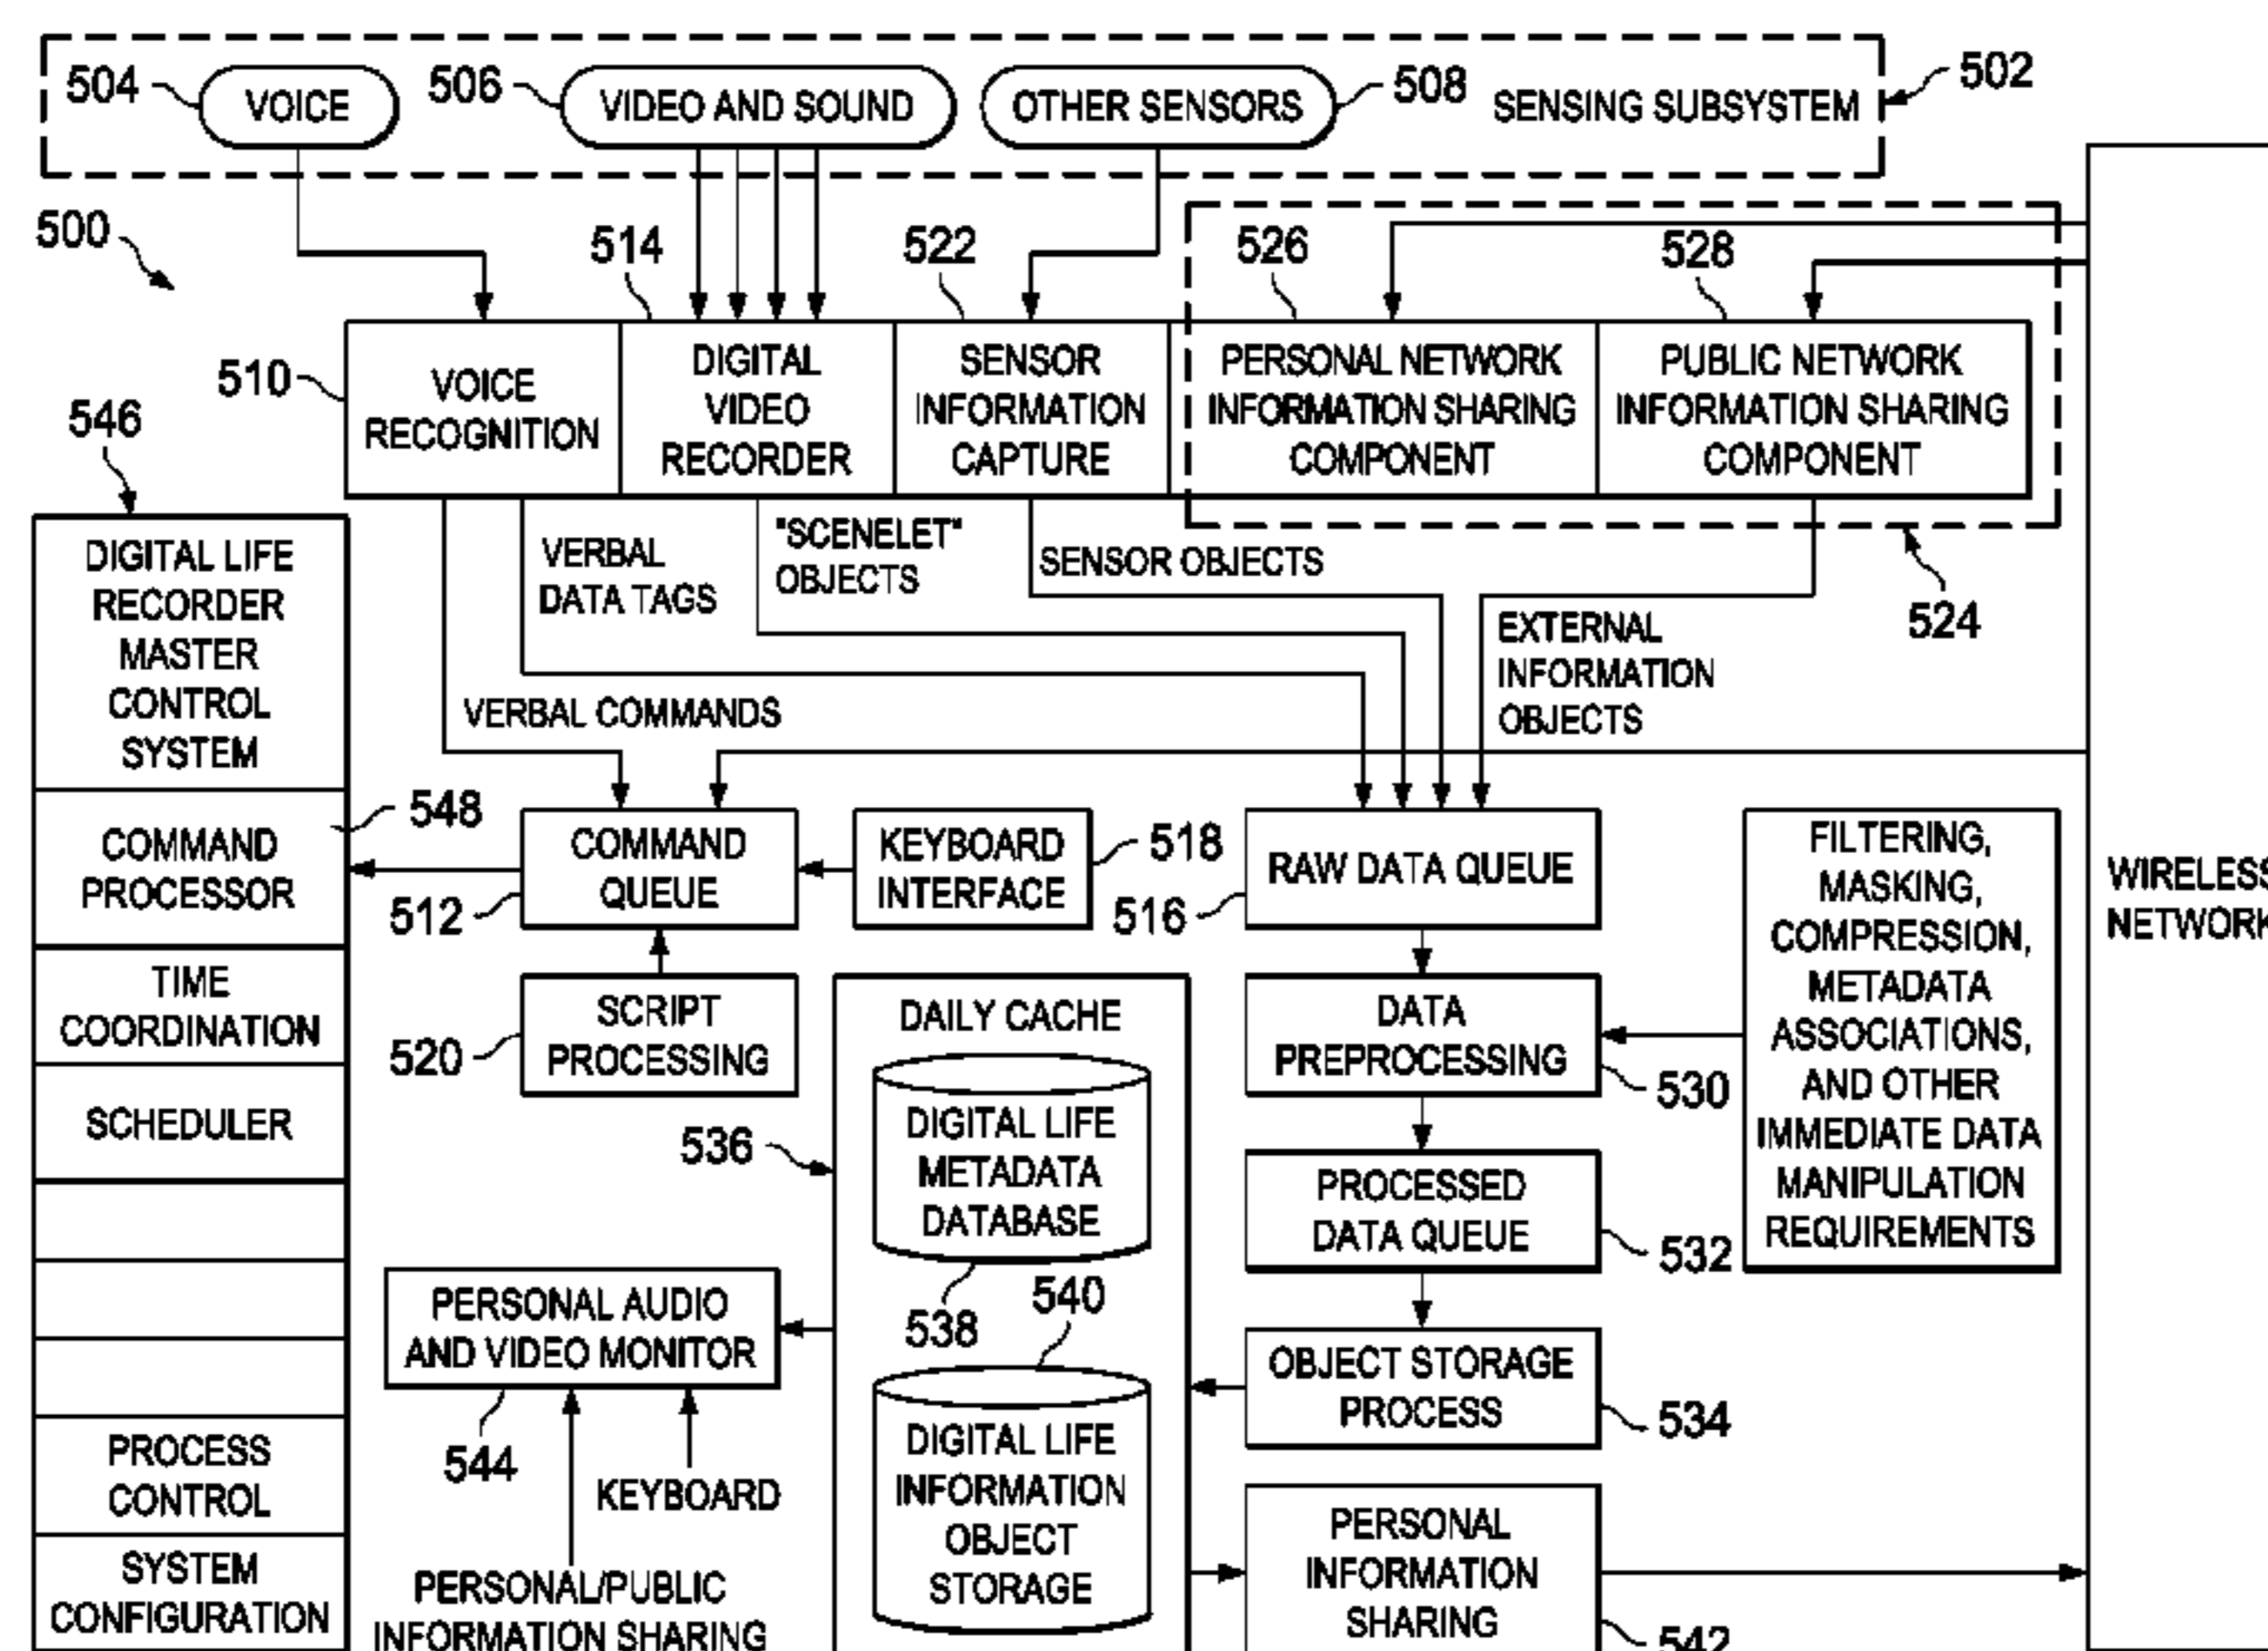 504
VOICE
506
VIDEO AND SOUND
OTHER SENSORS
508
SENSING SUBSYSTEM
502
500
514
522
526
528
510
VOICE
RECOGNITION
DIGITAL
VIDEO
RECORDER
SENSOR
INFORMATION
CAPTURE
PERSONAL NETWORK
INFORMATION SHARING
COMPONENT
PUBLIC NETWORK
INFORMATION SHARING
COMPONENT
524
VERBAL
DATA TAGS
"SCENELET"
OBJECTS
SENSOR OBJECTS
EXTERNAL
INFORMATION
OBJECTS
VERBAL COMMANDS
546
DIGITAL LIFE
RECORDER
MASTER
CONTROL
SYSTEM
548
COMMAND
PROCESSOR
TIME
COORDINATION
SCHEDULER
PROCESS
CONTROL
SYSTEM
CONFIGURATION
COMMAND
QUEUE
512
KEYBOARD
INTERFACE
518
SCRIPT
PROCESSING
520
RAW DATA QUEUE
516
DATA
PREPROCESSING
530
FILTERING,
MASKING,
COMPRESSION,
METADATA
ASSOCIATIONS,
AND OTHER
IMMEDIATE DATA
MANIPULATION
REQUIREMENTS
WIRELESS
NETWORK
536
DAILY CACHE
DIGITAL LIFE
METADATA
DATABASE
538
540
DIGITAL LIFE
INFORMATION
OBJECT
STORAGE
PROCESSED
DATA QUEUE
532
OBJECT STORAGE
PROCESS
534
PERSONAL
INFORMATION
SHARING
542
PERSONAL AUDIO
AND VIDEO MONITOR
544
KEYBOARD
PERSONAL/PUBLIC
INFORMATION SHARING